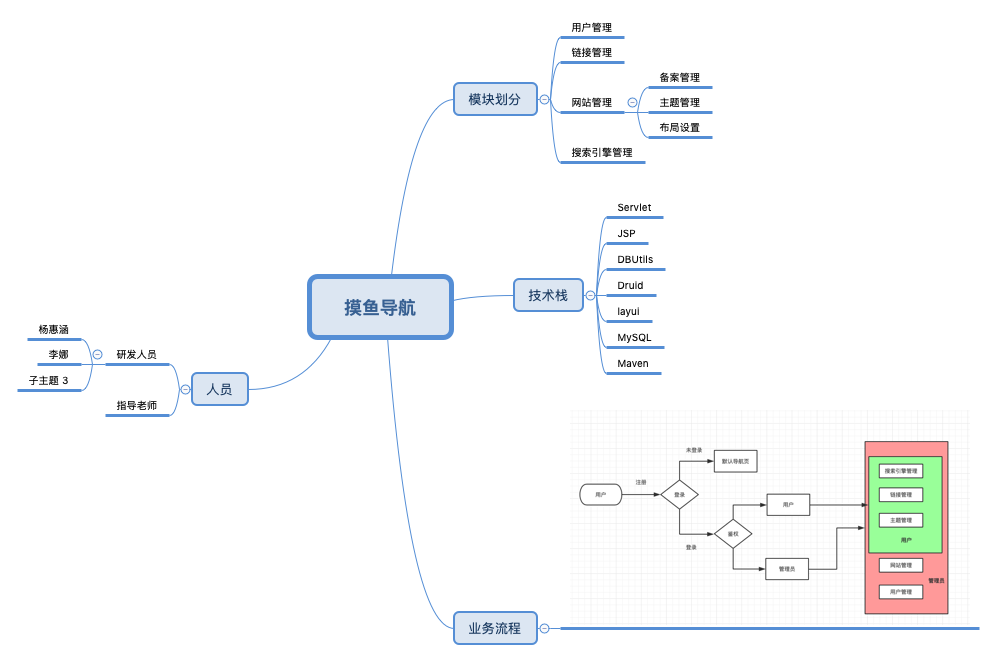 用户管理
链接管理
模块划分
网站管理
备案管理
主题管理
布局设置
搜索引擎管理
Servlet
JSP
DBUtils
技术栈
Druid
layui
MySQL
Maven
摸鱼导航
杨惠涵
李娜
子主题 3
研发人员
指导老师
人员
业务流程
用户
注册
登录
未登录
默认导航页
登录
鉴权
用户
管理员
搜索引擎管理
链接管理
主题管理
用户
网站管理
管理员
用户管理